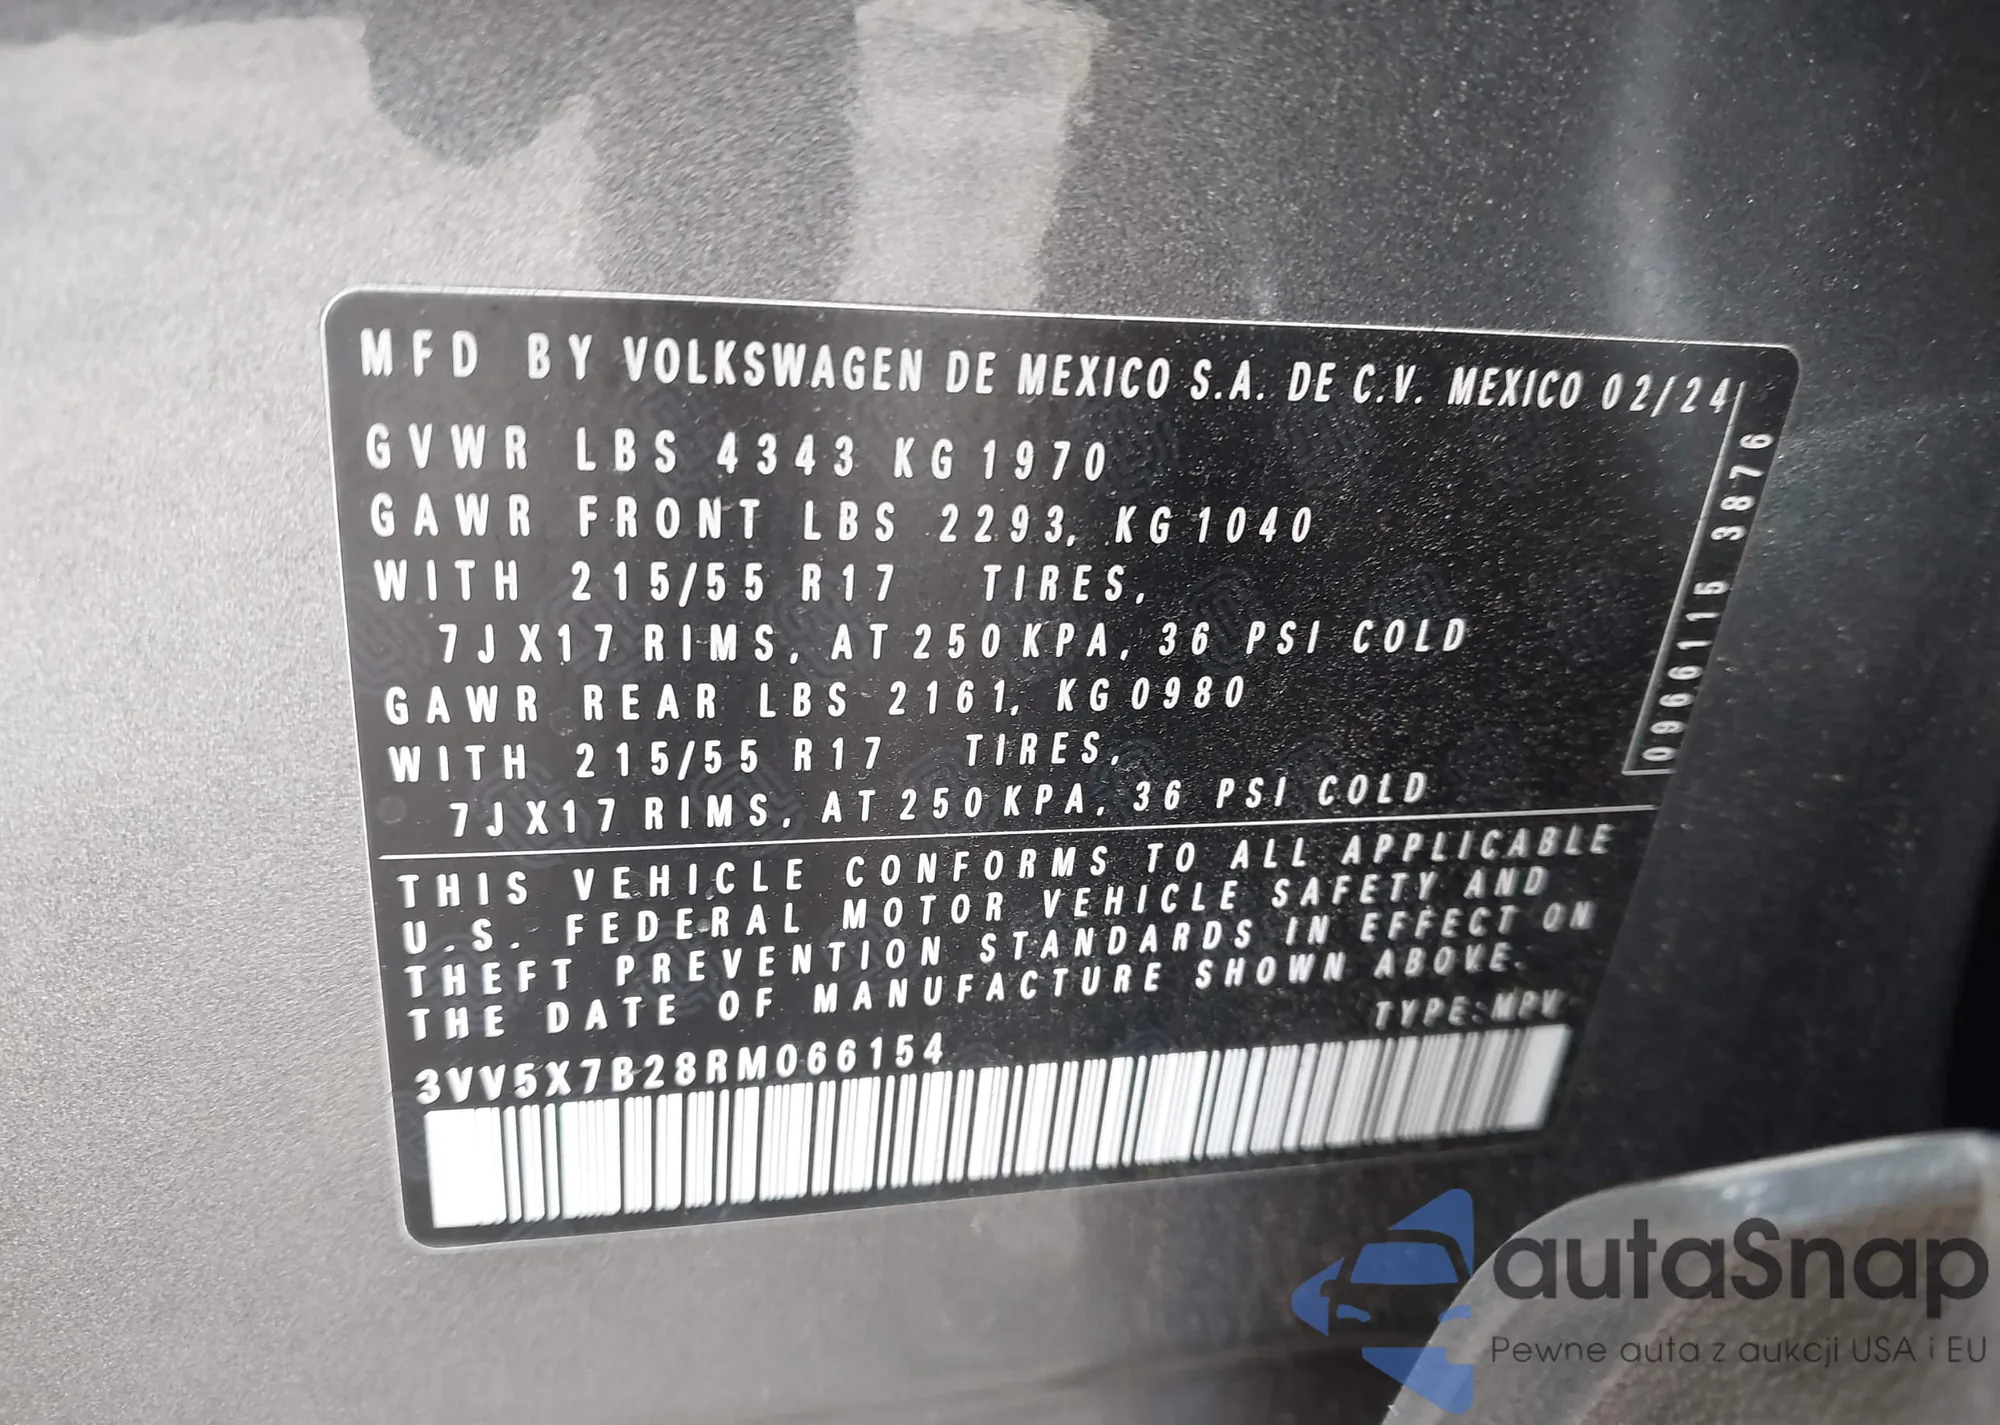 MFD BY VOLKSWAGEN DE MEXICO S.A. DE C.V. MEXICO 02/24
GVWR LBS 4343 KG 1970
GAWR FRONT LBS 2293, KG 1040
WITH 215/55 R17 TIRES,
7JX17 RIMS, AT 250 KPA, 36 PSI COLD
GAWR REAR LBS 2161, KG 0980
WITH 215/55 R17 TIRES,
7JX17 RIMS, AT 250 KPA, 36 PSI COLD
0966115 3876
THIS VEHICLE CONFORMS TO ALL APPLICABLE
U.S. FEDERAL MOTOR VEHICLE SAFETY AND
THEFT PREVENTION STANDARDS IN EFFECT ON
THE DATE OF MANUFACTURE SHOWN ABOVE.
TYPE: MPV
3VV5X7B28RM066154
autaSnap
Pewne auta z aukcji USA i EU